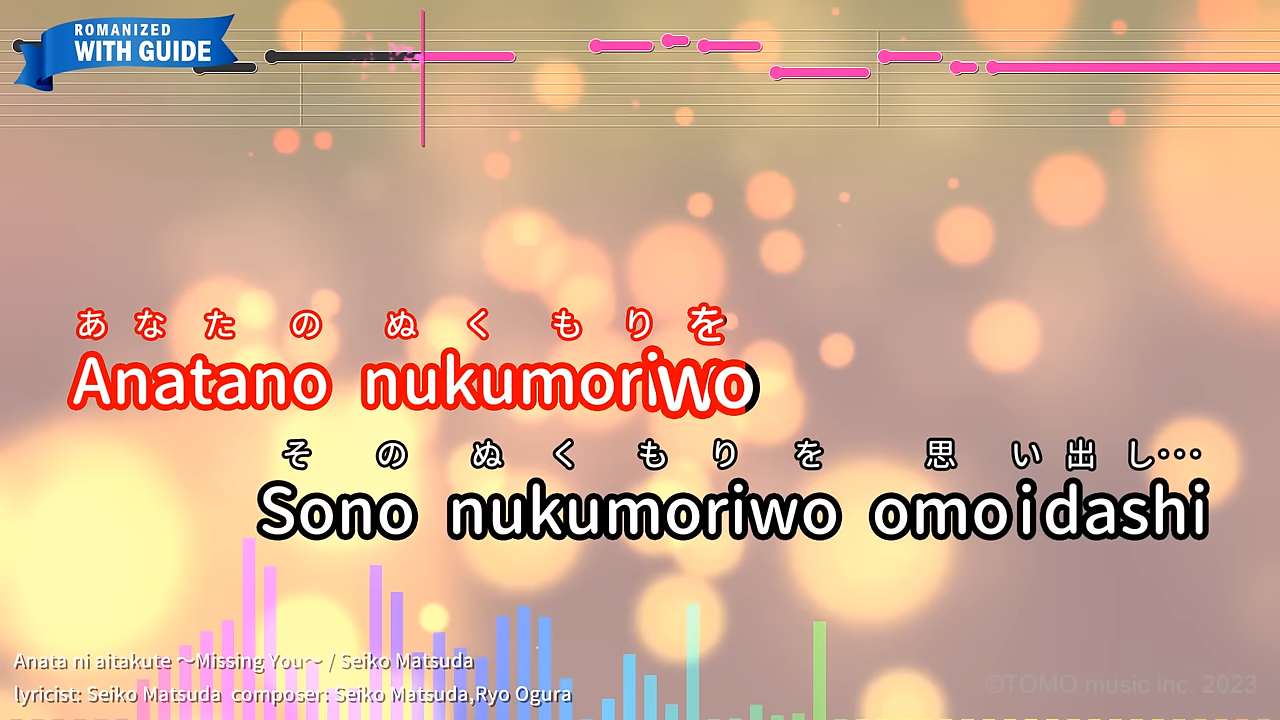 ROMANIZED
WITH GUIDE
あなたのぬくもりを
Anatano nukumoriwo
そのぬくもりを思い出し…
Sono nukumoriwo omoidashi
Anata ni aitakute 〜Missing You〜 / Seiko Matsuda
lyricist: Seiko Matsuda composer: Seiko Matsuda,Ryo Ogura
©TOMO music inc. 2023